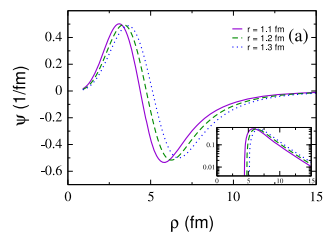 r = 1.1 fm
r = 1.2 fm
r = 1.3 fm
(a)
0.4
0.2
0
-0.2
-0.4
-0.6
ψ (1/fm)
0.1
0.01
0 5 10 15
0 5 10 15
ρ (fm)